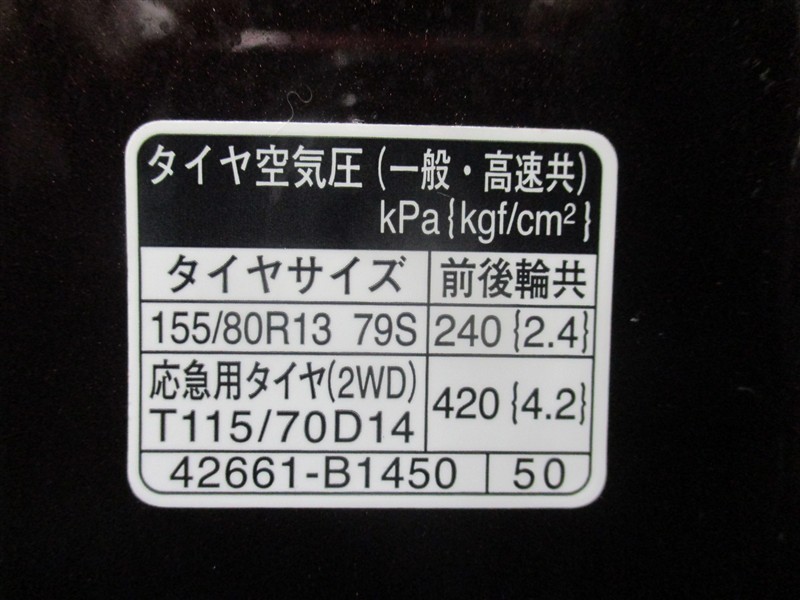 タイヤ空気圧(一般・高速共)
kPa{kgf/cm²}
タイヤサイズ 前後輪共
155/80R13 79S 240{2.4}
応急用タイヤ(2WD)
T115/70D14 420{4.2}
42661-B1450 50